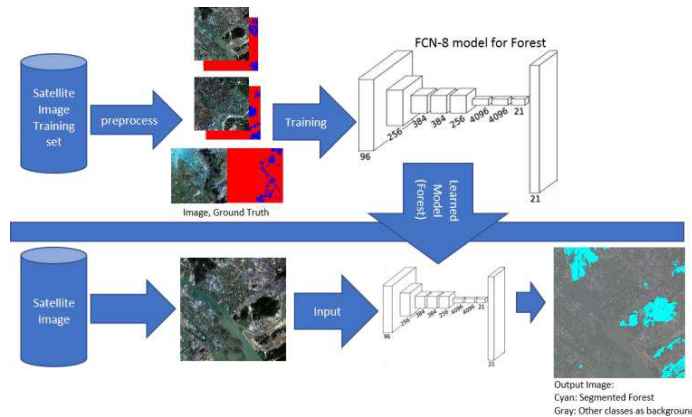 FCN-8 model for Forest
Satellite
Image
Training
set
preprocess
Training
96
256
384
384
256
4096
4096
21
21
Image, Ground Truth
Learned
Model
(Forest)
Satellite
Image
Input
96
256
384
384
256
4096
4096
21
21
Output Image:
Cyan: Segmented Forest
Gray: Other classes as background